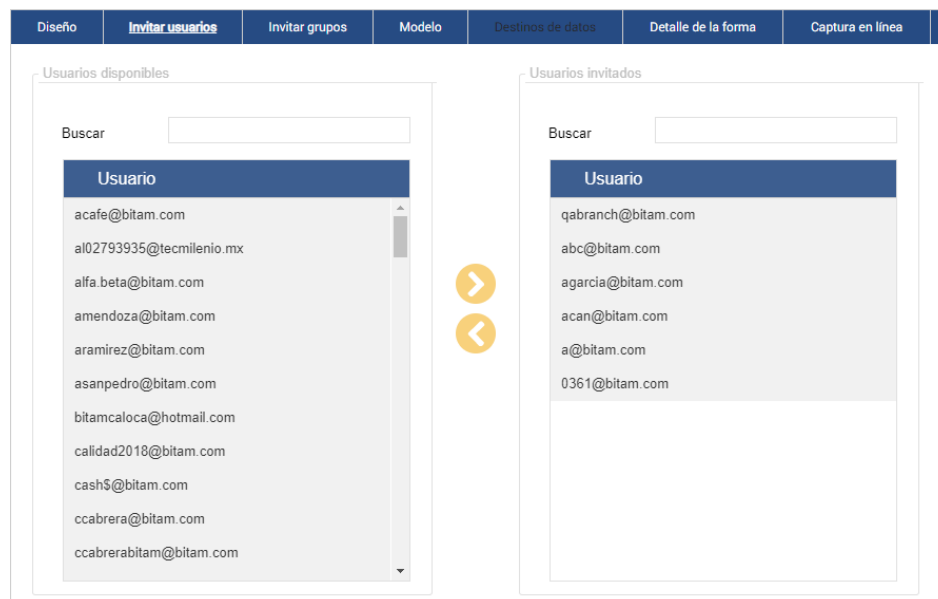 Diseño Invitar usuarios Invitar grupos Modelo Destinos de datos Detalle de la forma Captura en línea
Usuarios disponibles
Buscar
Usuario
acafe@bitam.com
al02793935@tecmilenio.mx
alfa.beta@bitam.com
amendoza@bitam.com
aramirez@bitam.com
asanpedro@bitam.com
bitamcaloca@hotmail.com
calidad2018@bitam.com
cash$@bitam.com
ccabrera@bitam.com
ccabrerabitam@bitam.com
Usuarios invitados
Buscar
Usuario
qabranch@bitam.com
abc@bitam.com
agarcia@bitam.com
acan@bitam.com
a@bitam.com
0361@bitam.com